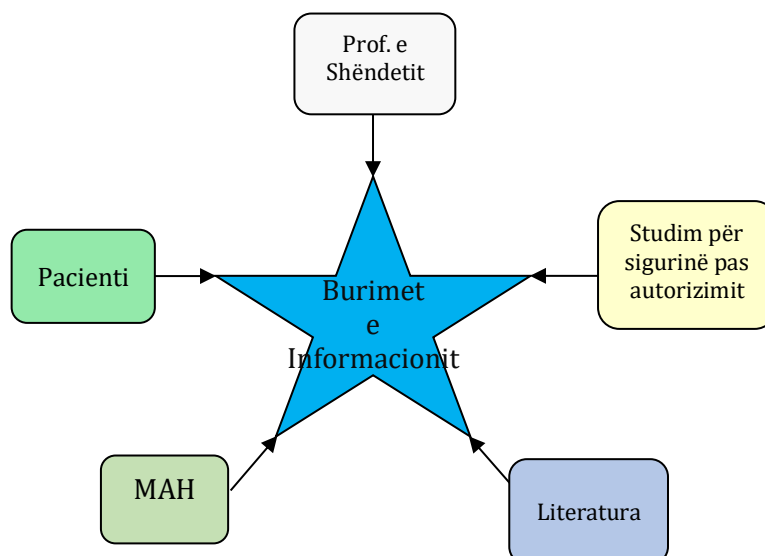 Prof. e
Shëndetit
Pacienti
Studim për
sigurinë pas
autorizimit
Burimet
e
Informacionit
MAH
Literatura